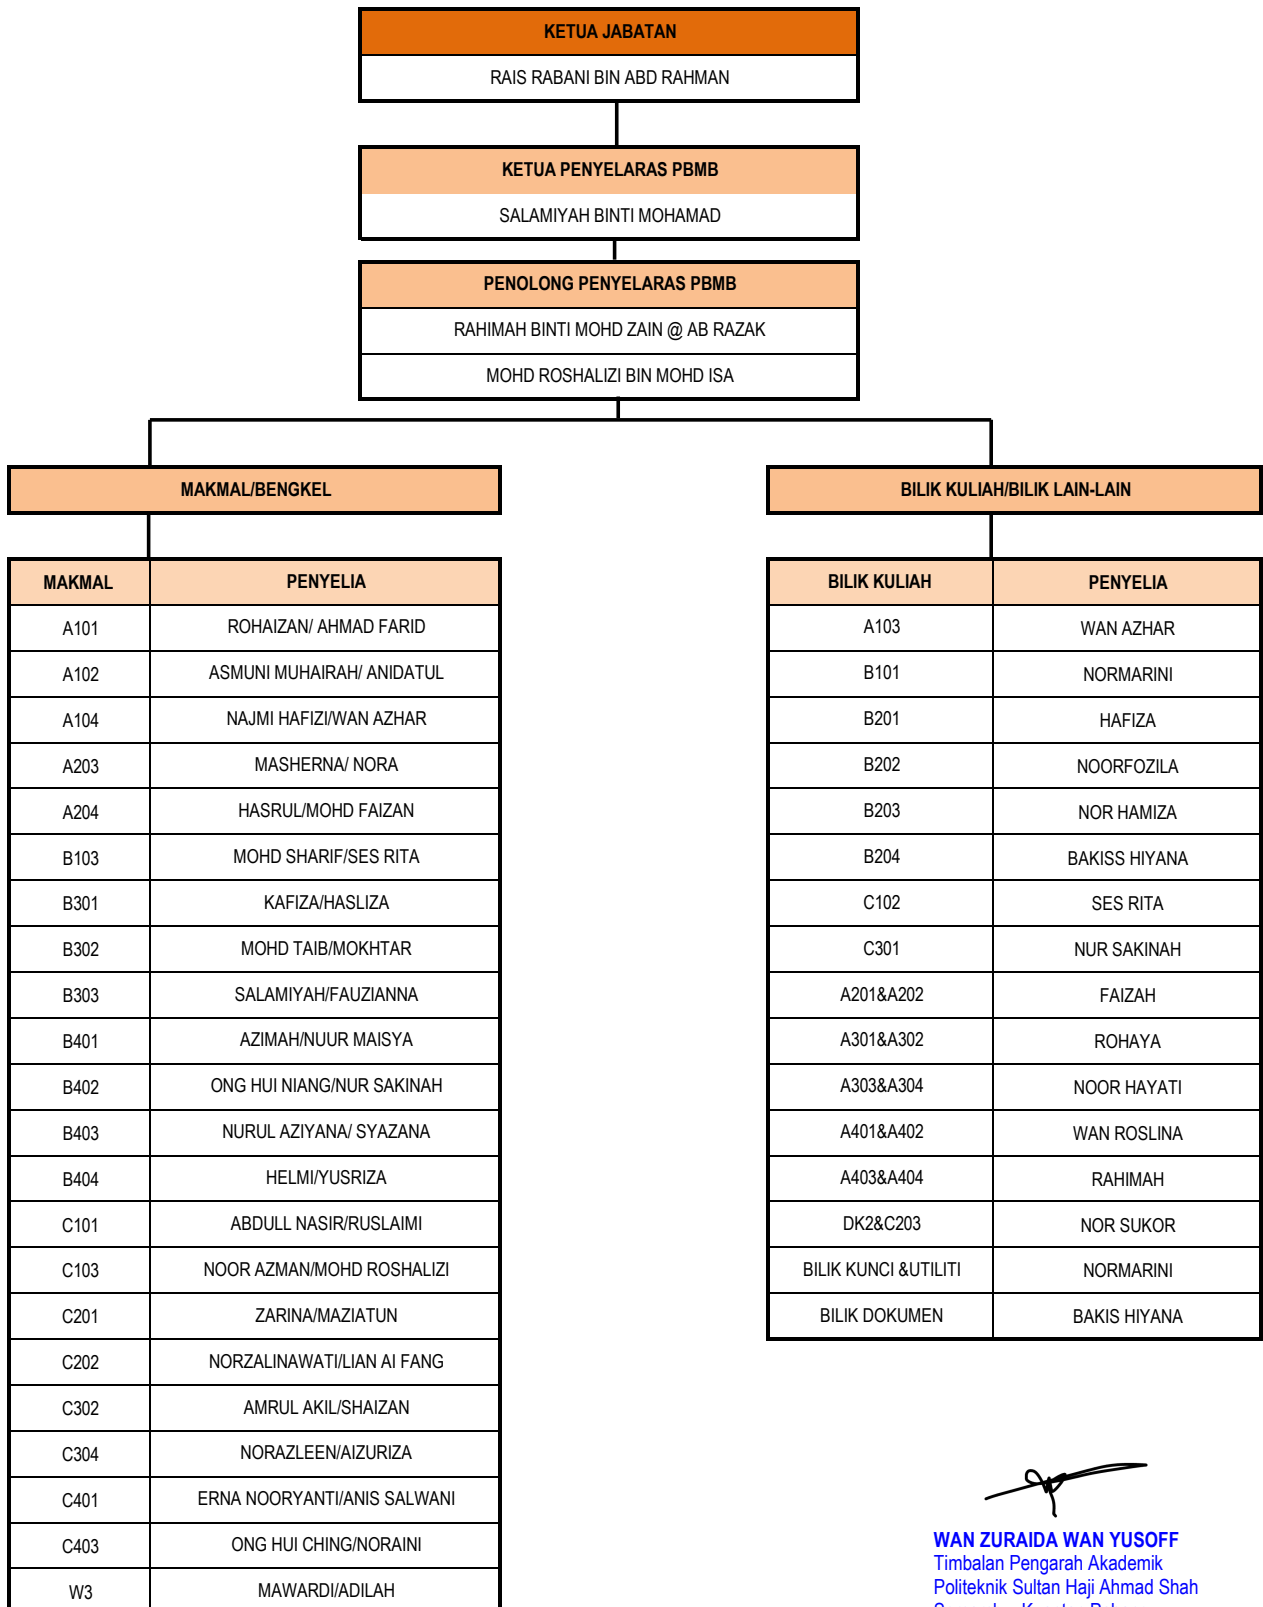 KETUA JABATAN
RAIS RABANI BIN ABD RAHMAN
KETUA PENYELARAS PBMB
SALAMIYAH BINTI MOHAMAD
PENOLONG PENYELARAS PBMB
RAHIMAH BINTI MOHD ZAIN @ AB RAZAK
MOHD ROSHALIZI BIN MOHD ISA
MAKMAL/BENGKEL
MAKMAL PENYELIA
A101 ROHAIZAN/ AHMAD FARID
A102 ASMUNI MUHAIRAH/ ANIDATUL
A104 NAJMI HAFIZI/WAN AZHAR
A203 MASHERNA/ NORA
A204 HASRUL/MOHD FAIZAN
B103 MOHD SHARIF/SES RITA
B301 KAFIZA/HASLIZA
B302 MOHD TAIB/MOKHTAR
B303 SALAMIYAH/FAUZIANNA
B401 AZIMAH/NUUR MAISYA
B402 ONG HUI NIANG/NUR SAKINAH
B403 NURUL AZIYANA/ SYAZANA
B404 HELMI/YUSRIZA
C101 ABDULL NASIR/RUSLAIMI
C103 NOOR AZMAN/MOHD ROSHALIZI
C201 ZARINA/MAZIATUN
C202 NORZALINAWATI/LIAN AI FANG
C302 AMRUL AKIL/SHAIZAN
C304 NORAZLEEN/AIZURIZA
C401 ERNA NOORYANTI/ANIS SALWANI
C403 ONG HUI CHING/NORAINI
W3 MAWARDI/ADILAH
BILIK KULIAH/BILIK LAIN-LAIN
BILIK KULIAH PENYELIA
A103 WAN AZHAR
B101 NORMARINI
B201 HAFIZA
B202 NOORFOZILA
B203 NOR HAMIZA
B204 BAKISS HIYANA
C102 SES RITA
C301 NUR SAKINAH
A201&A202 FAIZAH
A301&A302 ROHAYA
A303&A304 NOOR HAYATI
A401&A402 WAN ROSLINA
A403&A404 RAHIMAH
DK2&C203 NOR SUKOR
BILIK KUNCI &UTILITI NORMARINI
BILIK DOKUMEN BAKIS HIYANA
WAN ZURAIDA WAN YUSOFF
Timbalan Pengarah Akademik
Politeknik Sultan Haji Ahmad Shah